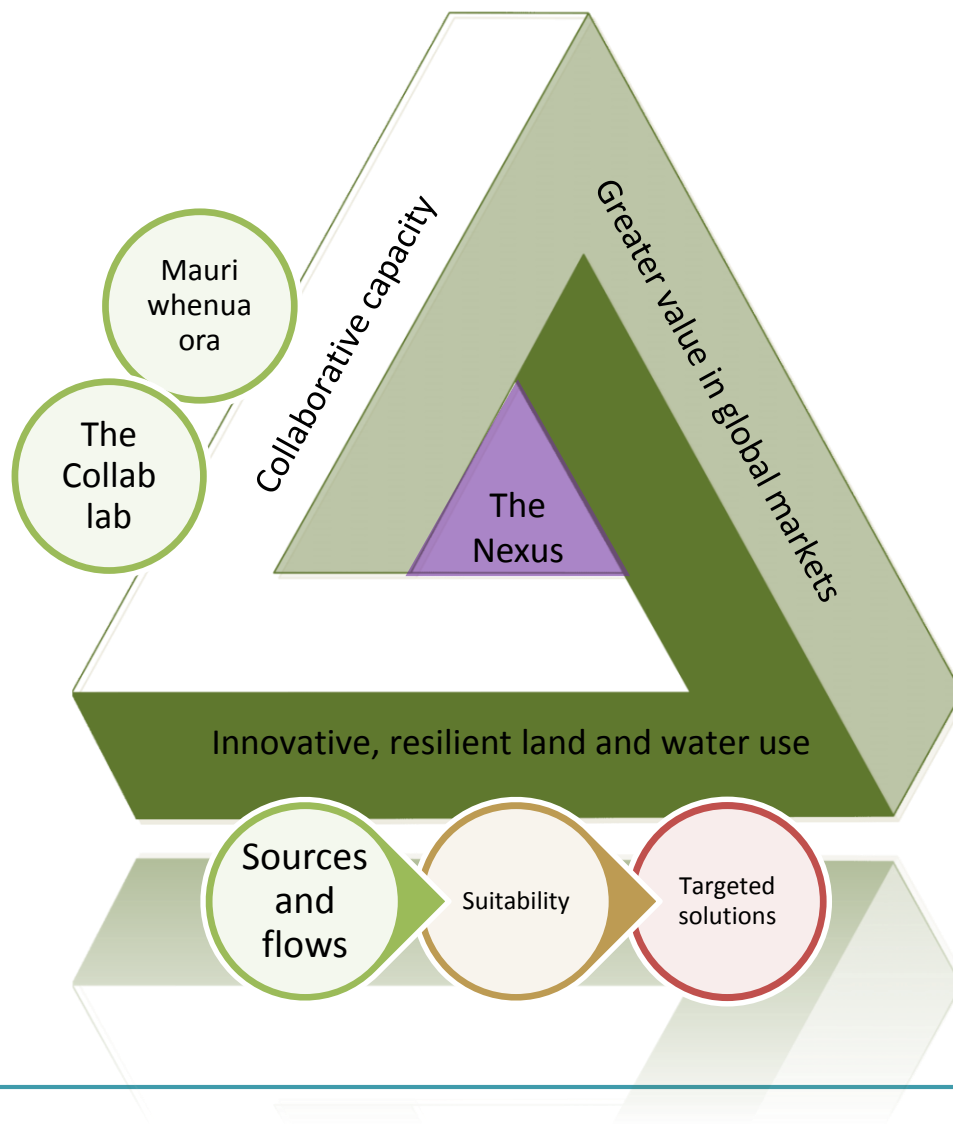 Mauri
whenua
ora
The
Collab
lab
Collaborative capacity
Greater value in global markets
The
Nexus
Innovative, resilient land and water use
Sources
and
flows
Suitability
Targeted
solutions